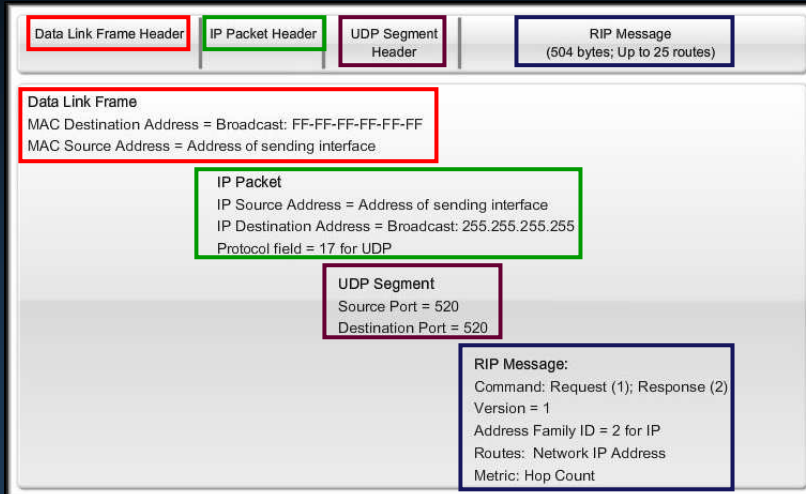 Data Link Frame Header
IP Packet Header
UDP Segment
Header
RIP Message
(504 bytes; Up to 25 routes)
Data Link Frame
MAC Destination Address = Broadcast: FF-FF-FF-FF-FF-FF
MAC Source Address = Address of sending interface
IP Packet
IP Source Address = Address of sending interface
IP Destination Address = Broadcast: 255.255.255.255
Protocol field = 17 for UDP
UDP Segment
Source Port = 520
Destination Port = 520
RIP Message:
Command: Request (1); Response (2)
Version = 1
Address Family ID = 2 for IP
Routes: Network IP Address
Metric: Hop Count